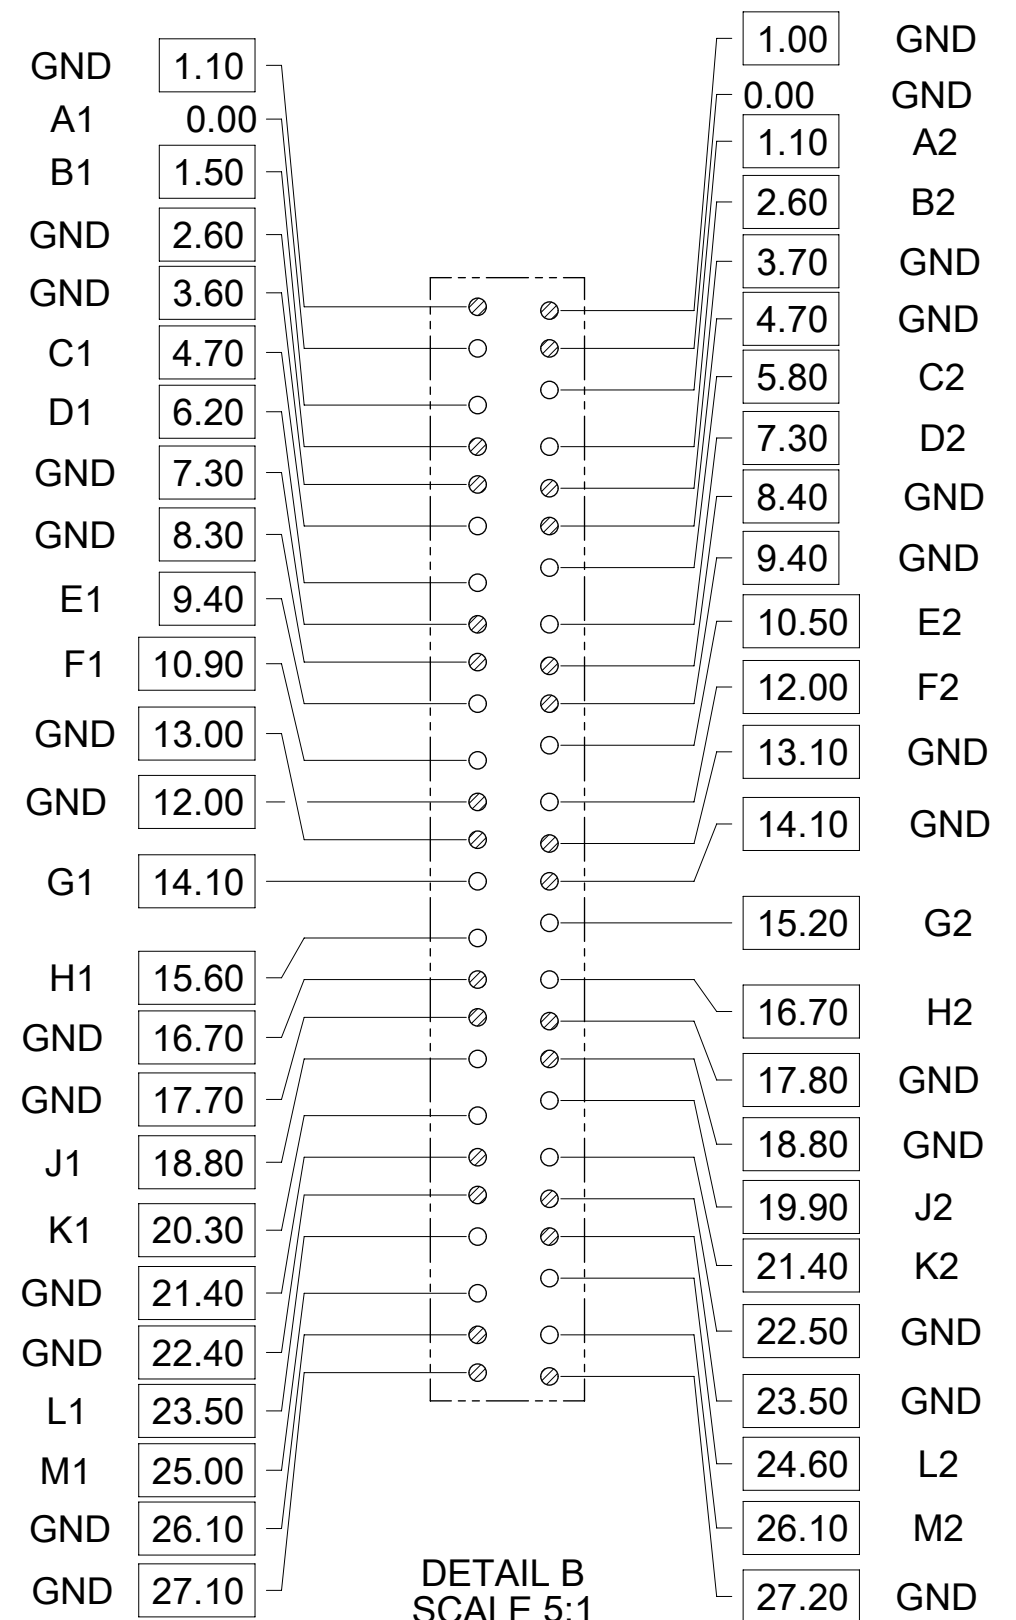 GND 1.10
A1 0.00
B1 1.50
GND 2.60
GND 3.60
C1 4.70
D1 6.20
GND 7.30
GND 8.30
E1 9.40
F1 10.90
GND 13.00
GND 12.00
G1 14.10
H1 15.60
GND 16.70
GND 17.70
J1 18.80
K1 20.30
GND 21.40
GND 22.40
L1 23.50
M1 25.00
GND 26.10
GND 27.10
1.00 GND
0.00 GND
1.10 A2
2.60 B2
3.70 GND
4.70 GND
5.80 C2
7.30 D2
8.40 GND
9.40 GND
10.50 E2
12.00 F2
13.10 GND
14.10 GND
15.20 G2
16.70 H2
17.80 GND
18.80 GND
19.90 J2
21.40 K2
22.50 GND
23.50 GND
24.60 L2
26.10 M2
27.20 GND
DETAIL B
SCALE 5:1